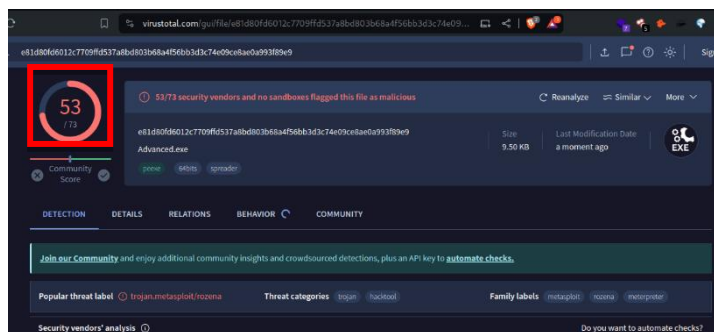 virustotal.com/gui/file/e81d80fd6012c7709ffd537a8bd803b68a4f56bb3d3c74e09...
e81d80fd6012c7709ffd537a8bd803b68a4f56bb3d3c74e09ce8ae0a993f89e9
Sig
53
/ 73
53/73 security vendors and no sandboxes flagged this file as malicious
Reanalyze
Similar
More
e81d80fd6012c7709ffd537a8bd803b68a4f56bb3d3c74e09ce8ae0a993f89e9
Advanced.exe
64bits
spreader
Size
9.50 KB
Last Modification Date
a moment ago
EXE
Community
Score
DETECTION
DETAILS
RELATIONS
BEHAVIOR
COMMUNITY
Join our Community and enjoy additional community insights and crowdsourced detections, plus an API key to automate checks.
Popular threat label
trojan.metasploit/rozena
Threat categories
trojan
hacktool
Family labels
metasploit
rozena
meterpreter
Security vendors' analysis
Do you want to automate checks?